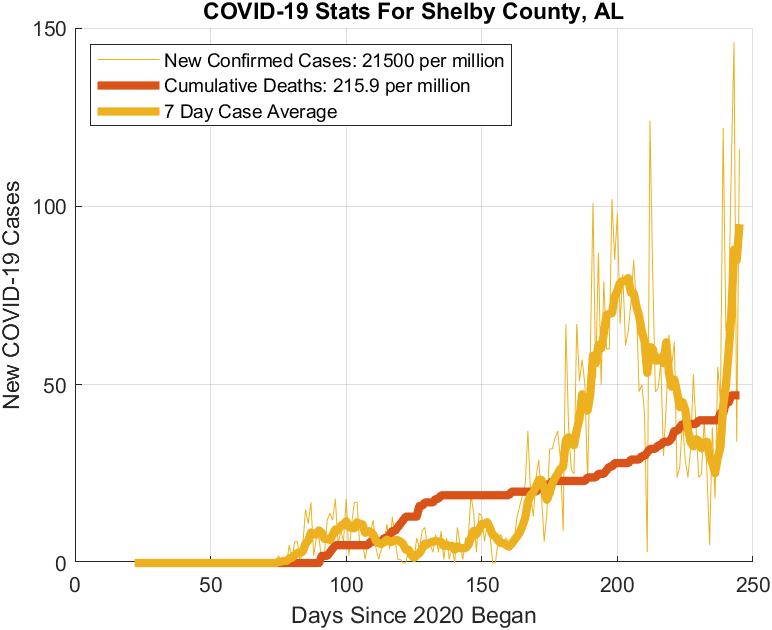 COVID-19 Stats For Shelby County, AL
New Confirmed Cases: 21500 per million
Cumulative Deaths: 215.9 per million
7 Day Case Average
New COVID-19 Cases
150
100
50
0
0 50 100 150 200 250
Days Since 2020 Began